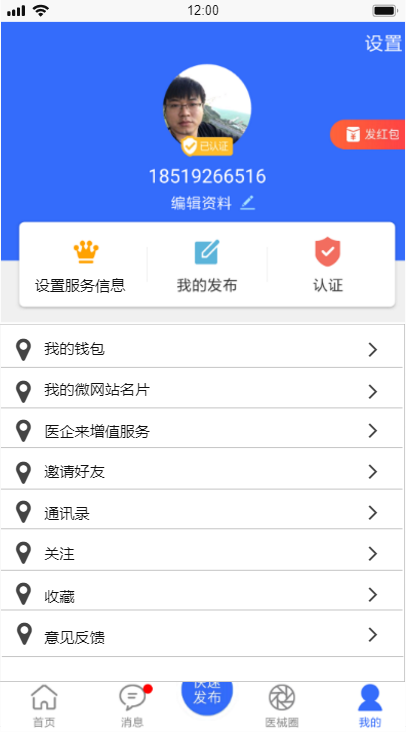 12:00
设置
已认证
发红包
18519266516
编辑资料
设置服务信息
我的发布
认证
我的钱包
我的微网站名片
医企来增值服务
邀请好友
通讯录
关注
收藏
意见反馈
快速
发布
首页
消息
医械圈
我的